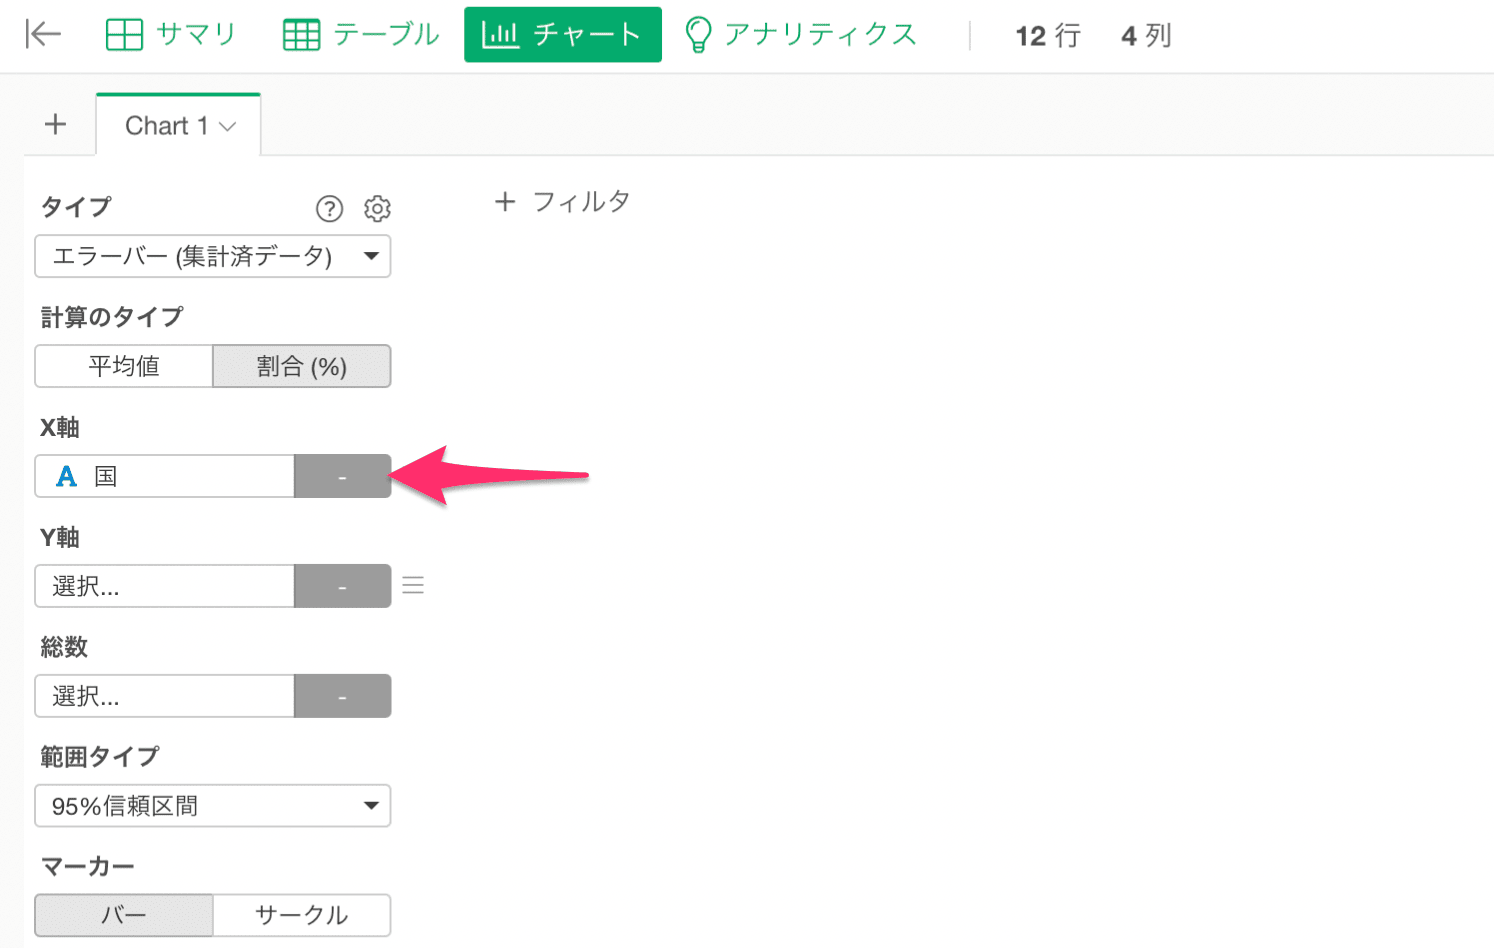 サマリ テーブル チャート アナリティクス 12 行 4 列
+ Chart 1
タイプ
+ フィルタ
エラーバー (集計済データ)
計算のタイプ
平均値 割合 (%)
X軸
A 国 -
Y軸
選択... -
総数
選択... -
範囲タイプ
95%信頼区間
マーカー
バー サークル